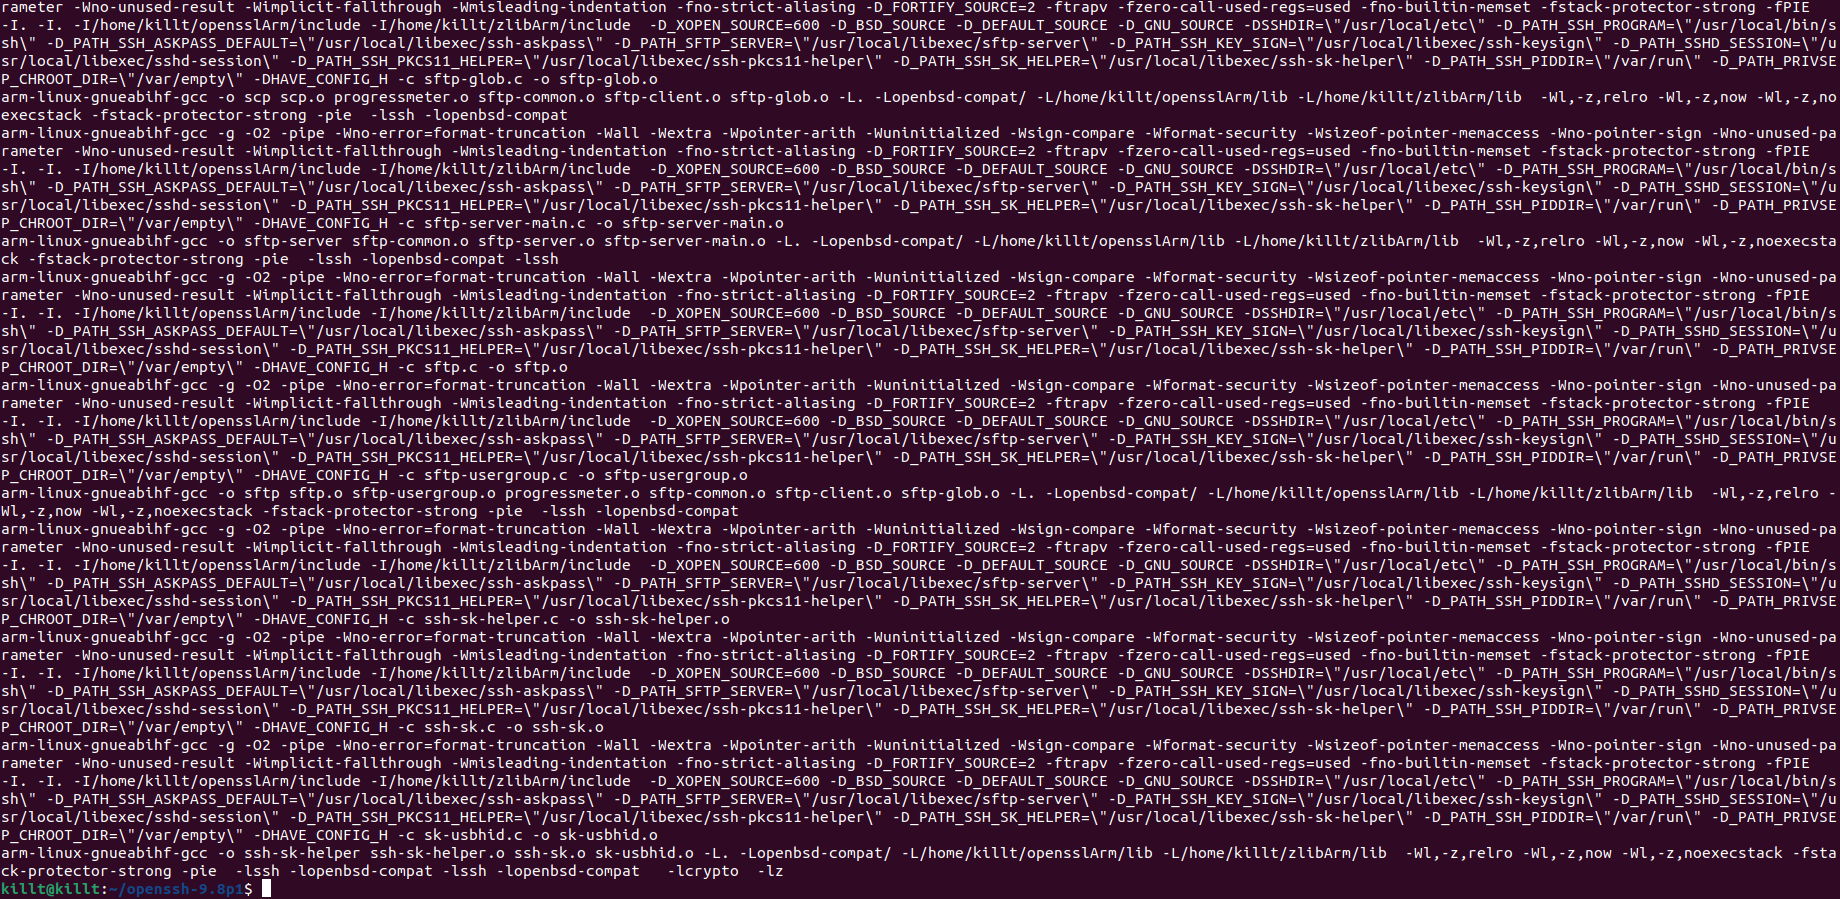 rameter -Wno-unused-result -Wimplicit-fallthrough -Wmisleading-indentation -fno-strict-aliasing -D_FORTIFY_SOURCE=2 -ftrapv -fzero-call-used-regs=used -fno-builtin-memset -fstack-protector-strong -fPIE
-I. -I. -I/home/killt/opensslArm/include -I/home/killt/zlibArm/include  -D_XOPEN_SOURCE=600 -D_BSD_SOURCE -D_DEFAULT_SOURCE -D_GNU_SOURCE -DSSHDIR=\"/usr/local/etc\" -D_PATH_SSH_PROGRAM=\"/usr/local/bin/s
sh\" -D_PATH_SSH_ASKPASS_DEFAULT=\"/usr/local/libexec/ssh-askpass\" -D_PATH_SFTP_SERVER=\"/usr/local/libexec/sftp-server\" -D_PATH_SSH_KEY_SIGN=\"/usr/local/libexec/ssh-keysign\" -D_PATH_SSHD_SESSION=\"/u
sr/local/libexec/sshd-session\" -D_PATH_SSH_PKCS11_HELPER=\"/usr/local/libexec/ssh-pkcs11-helper\" -D_PATH_SSH_SK_HELPER=\"/usr/local/libexec/ssh-sk-helper\" -D_PATH_SSH_PIDDIR=\"/var/run\" -D_PATH_PRIVSE
P_CHROOT_DIR=\"/var/empty\" -DHAVE_CONFIG_H -c sftp-glob.c -o sftp-glob.o
arm-linux-gnueabihf-gcc -o scp scp.o progressmeter.o sftp-common.o sftp-client.o sftp-glob.o -L. -Lopenbsd-compat/ -L/home/killt/opensslArm/lib -L/home/killt/zlibArm/lib  -Wl,-z,relro -Wl,-z,now -Wl,-z,no
execstack -fstack-protector-strong -pie  -lssh -lopenbsd-compat
arm-linux-gnueabihf-gcc -g -O2 -pipe -Wno-error=format-truncation -Wall -Wextra -Wpointer-arith -Wuninitialized -Wsign-compare -Wformat-security -Wsizeof-pointer-memaccess -Wno-pointer-sign -Wno-unused-pa
rameter -Wno-unused-result -Wimplicit-fallthrough -Wmisleading-indentation -fno-strict-aliasing -D_FORTIFY_SOURCE=2 -ftrapv -fzero-call-used-regs=used -fno-builtin-memset -fstack-protector-strong -fPIE
-I. -I. -I/home/killt/opensslArm/include -I/home/killt/zlibArm/include  -D_XOPEN_SOURCE=600 -D_BSD_SOURCE -D_DEFAULT_SOURCE -D_GNU_SOURCE -DSSHDIR=\"/usr/local/etc\" -D_PATH_SSH_PROGRAM=\"/usr/local/bin/s
sh\" -D_PATH_SSH_ASKPASS_DEFAULT=\"/usr/local/libexec/ssh-askpass\" -D_PATH_SFTP_SERVER=\"/usr/local/libexec/sftp-server\" -D_PATH_SSH_KEY_SIGN=\"/usr/local/libexec/ssh-keysign\" -D_PATH_SSHD_SESSION=\"/u
sr/local/libexec/sshd-session\" -D_PATH_SSH_PKCS11_HELPER=\"/usr/local/libexec/ssh-pkcs11-helper\" -D_PATH_SSH_SK_HELPER=\"/usr/local/libexec/ssh-sk-helper\" -D_PATH_SSH_PIDDIR=\"/var/run\" -D_PATH_PRIVSE
P_CHROOT_DIR=\"/var/empty\" -DHAVE_CONFIG_H -c sftp-server-main.c -o sftp-server-main.o
arm-linux-gnueabihf-gcc -o sftp-server sftp-common.o sftp-server.o sftp-server-main.o -L. -Lopenbsd-compat/ -L/home/killt/opensslArm/lib -L/home/killt/zlibArm/lib  -Wl,-z,relro -Wl,-z,now -Wl,-z,noexecsta
ck -fstack-protector-strong -pie  -lssh -lopenbsd-compat -lssh
arm-linux-gnueabihf-gcc -g -O2 -pipe -Wno-error=format-truncation -Wall -Wextra -Wpointer-arith -Wuninitialized -Wsign-compare -Wformat-security -Wsizeof-pointer-memaccess -Wno-pointer-sign -Wno-unused-pa
rameter -Wno-unused-result -Wimplicit-fallthrough -Wmisleading-indentation -fno-strict-aliasing -D_FORTIFY_SOURCE=2 -ftrapv -fzero-call-used-regs=used -fno-builtin-memset -fstack-protector-strong -fPIE
-I. -I. -I/home/killt/opensslArm/include -I/home/killt/zlibArm/include  -D_XOPEN_SOURCE=600 -D_BSD_SOURCE -D_DEFAULT_SOURCE -D_GNU_SOURCE -DSSHDIR=\"/usr/local/etc\" -D_PATH_SSH_PROGRAM=\"/usr/local/bin/s
sh\" -D_PATH_SSH_ASKPASS_DEFAULT=\"/usr/local/libexec/ssh-askpass\" -D_PATH_SFTP_SERVER=\"/usr/local/libexec/sftp-server\" -D_PATH_SSH_KEY_SIGN=\"/usr/local/libexec/ssh-keysign\" -D_PATH_SSHD_SESSION=\"/u
sr/local/libexec/sshd-session\" -D_PATH_SSH_PKCS11_HELPER=\"/usr/local/libexec/ssh-pkcs11-helper\" -D_PATH_SSH_SK_HELPER=\"/usr/local/libexec/ssh-sk-helper\" -D_PATH_SSH_PIDDIR=\"/var/run\" -D_PATH_PRIVSE
P_CHROOT_DIR=\"/var/empty\" -DHAVE_CONFIG_H -c sftp.c -o sftp.o
arm-linux-gnueabihf-gcc -g -O2 -pipe -Wno-error=format-truncation -Wall -Wextra -Wpointer-arith -Wuninitialized -Wsign-compare -Wformat-security -Wsizeof-pointer-memaccess -Wno-pointer-sign -Wno-unused-pa
rameter -Wno-unused-result -Wimplicit-fallthrough -Wmisleading-indentation -fno-strict-aliasing -D_FORTIFY_SOURCE=2 -ftrapv -fzero-call-used-regs=used -fno-builtin-memset -fstack-protector-strong -fPIE
-I. -I. -I/home/killt/opensslArm/include -I/home/killt/zlibArm/include  -D_XOPEN_SOURCE=600 -D_BSD_SOURCE -D_DEFAULT_SOURCE -D_GNU_SOURCE -DSSHDIR=\"/usr/local/etc\" -D_PATH_SSH_PROGRAM=\"/usr/local/bin/s
sh\" -D_PATH_SSH_ASKPASS_DEFAULT=\"/usr/local/libexec/ssh-askpass\" -D_PATH_SFTP_SERVER=\"/usr/local/libexec/sftp-server\" -D_PATH_SSH_KEY_SIGN=\"/usr/local/libexec/ssh-keysign\" -D_PATH_SSHD_SESSION=\"/u
sr/local/libexec/sshd-session\" -D_PATH_SSH_PKCS11_HELPER=\"/usr/local/libexec/ssh-pkcs11-helper\" -D_PATH_SSH_SK_HELPER=\"/usr/local/libexec/ssh-sk-helper\" -D_PATH_SSH_PIDDIR=\"/var/run\" -D_PATH_PRIVSE
P_CHROOT_DIR=\"/var/empty\" -DHAVE_CONFIG_H -c sftp-usergroup.c -o sftp-usergroup.o
arm-linux-gnueabihf-gcc -o sftp sftp.o sftp-usergroup.o progressmeter.o sftp-common.o sftp-client.o sftp-glob.o -L. -Lopenbsd-compat/ -L/home/killt/opensslArm/lib -L/home/killt/zlibArm/lib  -Wl,-z,relro -
Wl,-z,now -Wl,-z,noexecstack -fstack-protector-strong -pie  -lssh -lopenbsd-compat
arm-linux-gnueabihf-gcc -g -O2 -pipe -Wno-error=format-truncation -Wall -Wextra -Wpointer-arith -Wuninitialized -Wsign-compare -Wformat-security -Wsizeof-pointer-memaccess -Wno-pointer-sign -Wno-unused-pa
rameter -Wno-unused-result -Wimplicit-fallthrough -Wmisleading-indentation -fno-strict-aliasing -D_FORTIFY_SOURCE=2 -ftrapv -fzero-call-used-regs=used -fno-builtin-memset -fstack-protector-strong -fPIE
-I. -I. -I/home/killt/opensslArm/include -I/home/killt/zlibArm/include  -D_XOPEN_SOURCE=600 -D_BSD_SOURCE -D_DEFAULT_SOURCE -D_GNU_SOURCE -DSSHDIR=\"/usr/local/etc\" -D_PATH_SSH_PROGRAM=\"/usr/local/bin/s
sh\" -D_PATH_SSH_ASKPASS_DEFAULT=\"/usr/local/libexec/ssh-askpass\" -D_PATH_SFTP_SERVER=\"/usr/local/libexec/sftp-server\" -D_PATH_SSH_KEY_SIGN=\"/usr/local/libexec/ssh-keysign\" -D_PATH_SSHD_SESSION=\"/u
sr/local/libexec/sshd-session\" -D_PATH_SSH_PKCS11_HELPER=\"/usr/local/libexec/ssh-pkcs11-helper\" -D_PATH_SSH_SK_HELPER=\"/usr/local/libexec/ssh-sk-helper\" -D_PATH_SSH_PIDDIR=\"/var/run\" -D_PATH_PRIVSE
P_CHROOT_DIR=\"/var/empty\" -DHAVE_CONFIG_H -c ssh-sk-helper.c -o ssh-sk-helper.o
arm-linux-gnueabihf-gcc -g -O2 -pipe -Wno-error=format-truncation -Wall -Wextra -Wpointer-arith -Wuninitialized -Wsign-compare -Wformat-security -Wsizeof-pointer-memaccess -Wno-pointer-sign -Wno-unused-pa
rameter -Wno-unused-result -Wimplicit-fallthrough -Wmisleading-indentation -fno-strict-aliasing -D_FORTIFY_SOURCE=2 -ftrapv -fzero-call-used-regs=used -fno-builtin-memset -fstack-protector-strong -fPIE
-I. -I. -I/home/killt/opensslArm/include -I/home/killt/zlibArm/include  -D_XOPEN_SOURCE=600 -D_BSD_SOURCE -D_DEFAULT_SOURCE -D_GNU_SOURCE -DSSHDIR=\"/usr/local/etc\" -D_PATH_SSH_PROGRAM=\"/usr/local/bin/s
sh\" -D_PATH_SSH_ASKPASS_DEFAULT=\"/usr/local/libexec/ssh-askpass\" -D_PATH_SFTP_SERVER=\"/usr/local/libexec/sftp-server\" -D_PATH_SSH_KEY_SIGN=\"/usr/local/libexec/ssh-keysign\" -D_PATH_SSHD_SESSION=\"/u
sr/local/libexec/sshd-session\" -D_PATH_SSH_PKCS11_HELPER=\"/usr/local/libexec/ssh-pkcs11-helper\" -D_PATH_SSH_SK_HELPER=\"/usr/local/libexec/ssh-sk-helper\" -D_PATH_SSH_PIDDIR=\"/var/run\" -D_PATH_PRIVSE
P_CHROOT_DIR=\"/var/empty\" -DHAVE_CONFIG_H -c ssh-sk.c -o ssh-sk.o
arm-linux-gnueabihf-gcc -g -O2 -pipe -Wno-error=format-truncation -Wall -Wextra -Wpointer-arith -Wuninitialized -Wsign-compare -Wformat-security -Wsizeof-pointer-memaccess -Wno-pointer-sign -Wno-unused-pa
rameter -Wno-unused-result -Wimplicit-fallthrough -Wmisleading-indentation -fno-strict-aliasing -D_FORTIFY_SOURCE=2 -ftrapv -fzero-call-used-regs=used -fno-builtin-memset -fstack-protector-strong -fPIE
-I. -I. -I/home/killt/opensslArm/include -I/home/killt/zlibArm/include  -D_XOPEN_SOURCE=600 -D_BSD_SOURCE -D_DEFAULT_SOURCE -D_GNU_SOURCE -DSSHDIR=\"/usr/local/etc\" -D_PATH_SSH_PROGRAM=\"/usr/local/bin/s
sh\" -D_PATH_SSH_ASKPASS_DEFAULT=\"/usr/local/libexec/ssh-askpass\" -D_PATH_SFTP_SERVER=\"/usr/local/libexec/sftp-server\" -D_PATH_SSH_KEY_SIGN=\"/usr/local/libexec/ssh-keysign\" -D_PATH_SSHD_SESSION=\"/u
sr/local/libexec/sshd-session\" -D_PATH_SSH_PKCS11_HELPER=\"/usr/local/libexec/ssh-pkcs11-helper\" -D_PATH_SSH_SK_HELPER=\"/usr/local/libexec/ssh-sk-helper\" -D_PATH_SSH_PIDDIR=\"/var/run\" -D_PATH_PRIVSE
P_CHROOT_DIR=\"/var/empty\" -DHAVE_CONFIG_H -c sk-usbhid.c -o sk-usbhid.o
arm-linux-gnueabihf-gcc -o ssh-sk-helper ssh-sk-helper.o ssh-sk.o sk-usbhid.o -L. -Lopenbsd-compat/ -L/home/killt/opensslArm/lib -L/home/killt/zlibArm/lib  -Wl,-z,relro -Wl,-z,now -Wl,-z,noexecstack -fsta
ck-protector-strong -pie  -lssh -lopenbsd-compat -lssh -lopenbsd-compat   -lcrypto  -lz
killt@killt:~/openssh-9.8p1$